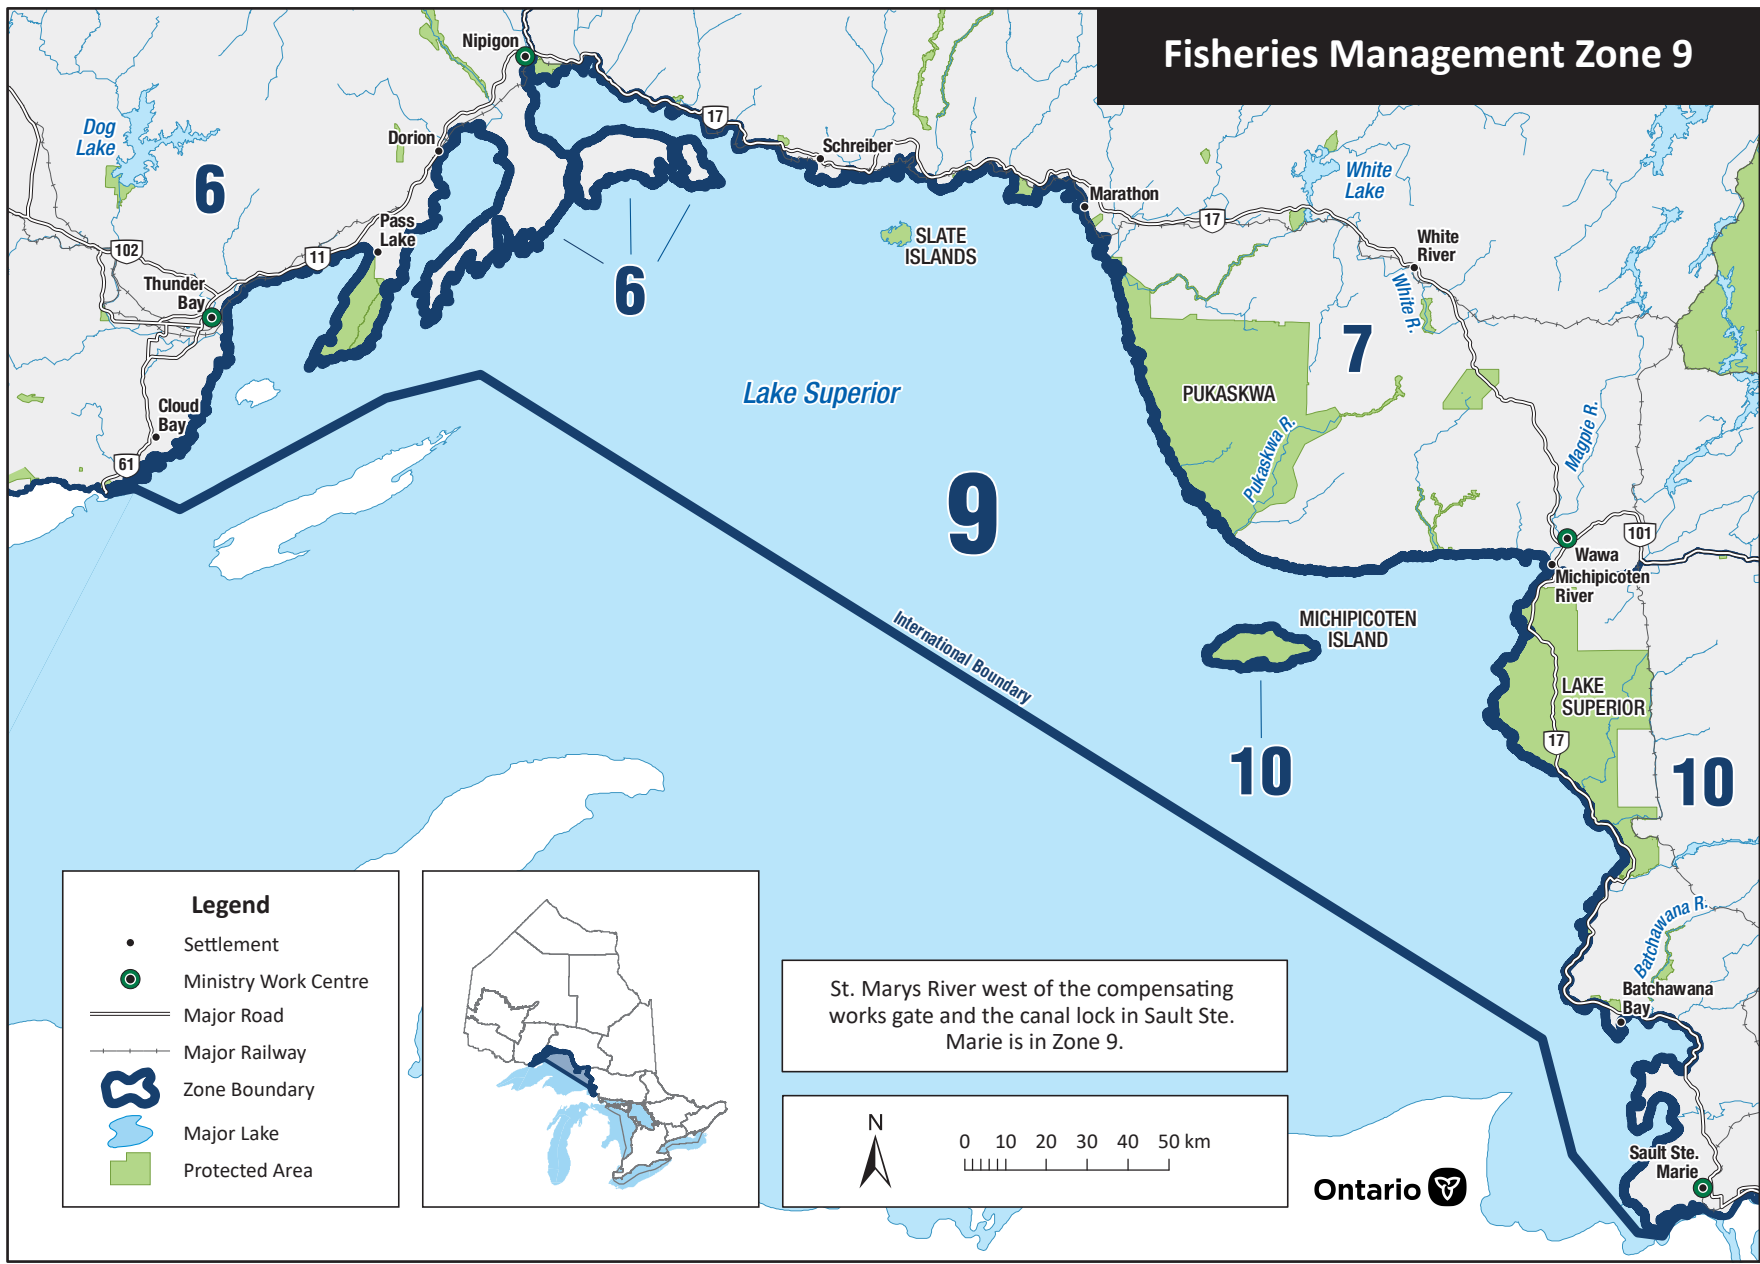 Fisheries Management Zone 9
Nipigon
Dog
Lake
Dorion
17
Schreiber
6
White
Lake
Marathon
17
Pass
Lake
SLATE
ISLANDS
White
River
102
11
Thunder
Bay
6
White R.
7
Lake Superior
PUKASKWA
Cloud
Bay
61
Pukaskwa R.
Magpie R.
9
101
Wawa
Michipicoten
River
International Boundary
MICHIPICOTEN
ISLAND
LAKE
SUPERIOR
17
10
10
Batchawana R.
Batchawana
Bay
Sault Ste.
Marie
Legend
Settlement
Ministry Work Centre
Major Road
Major Railway
Zone Boundary
Major Lake
Protected Area
St. Marys River west of the compensating
works gate and the canal lock in Sault Ste.
Marie is in Zone 9.
N
0 10 20 30 40 50 km
Ontario